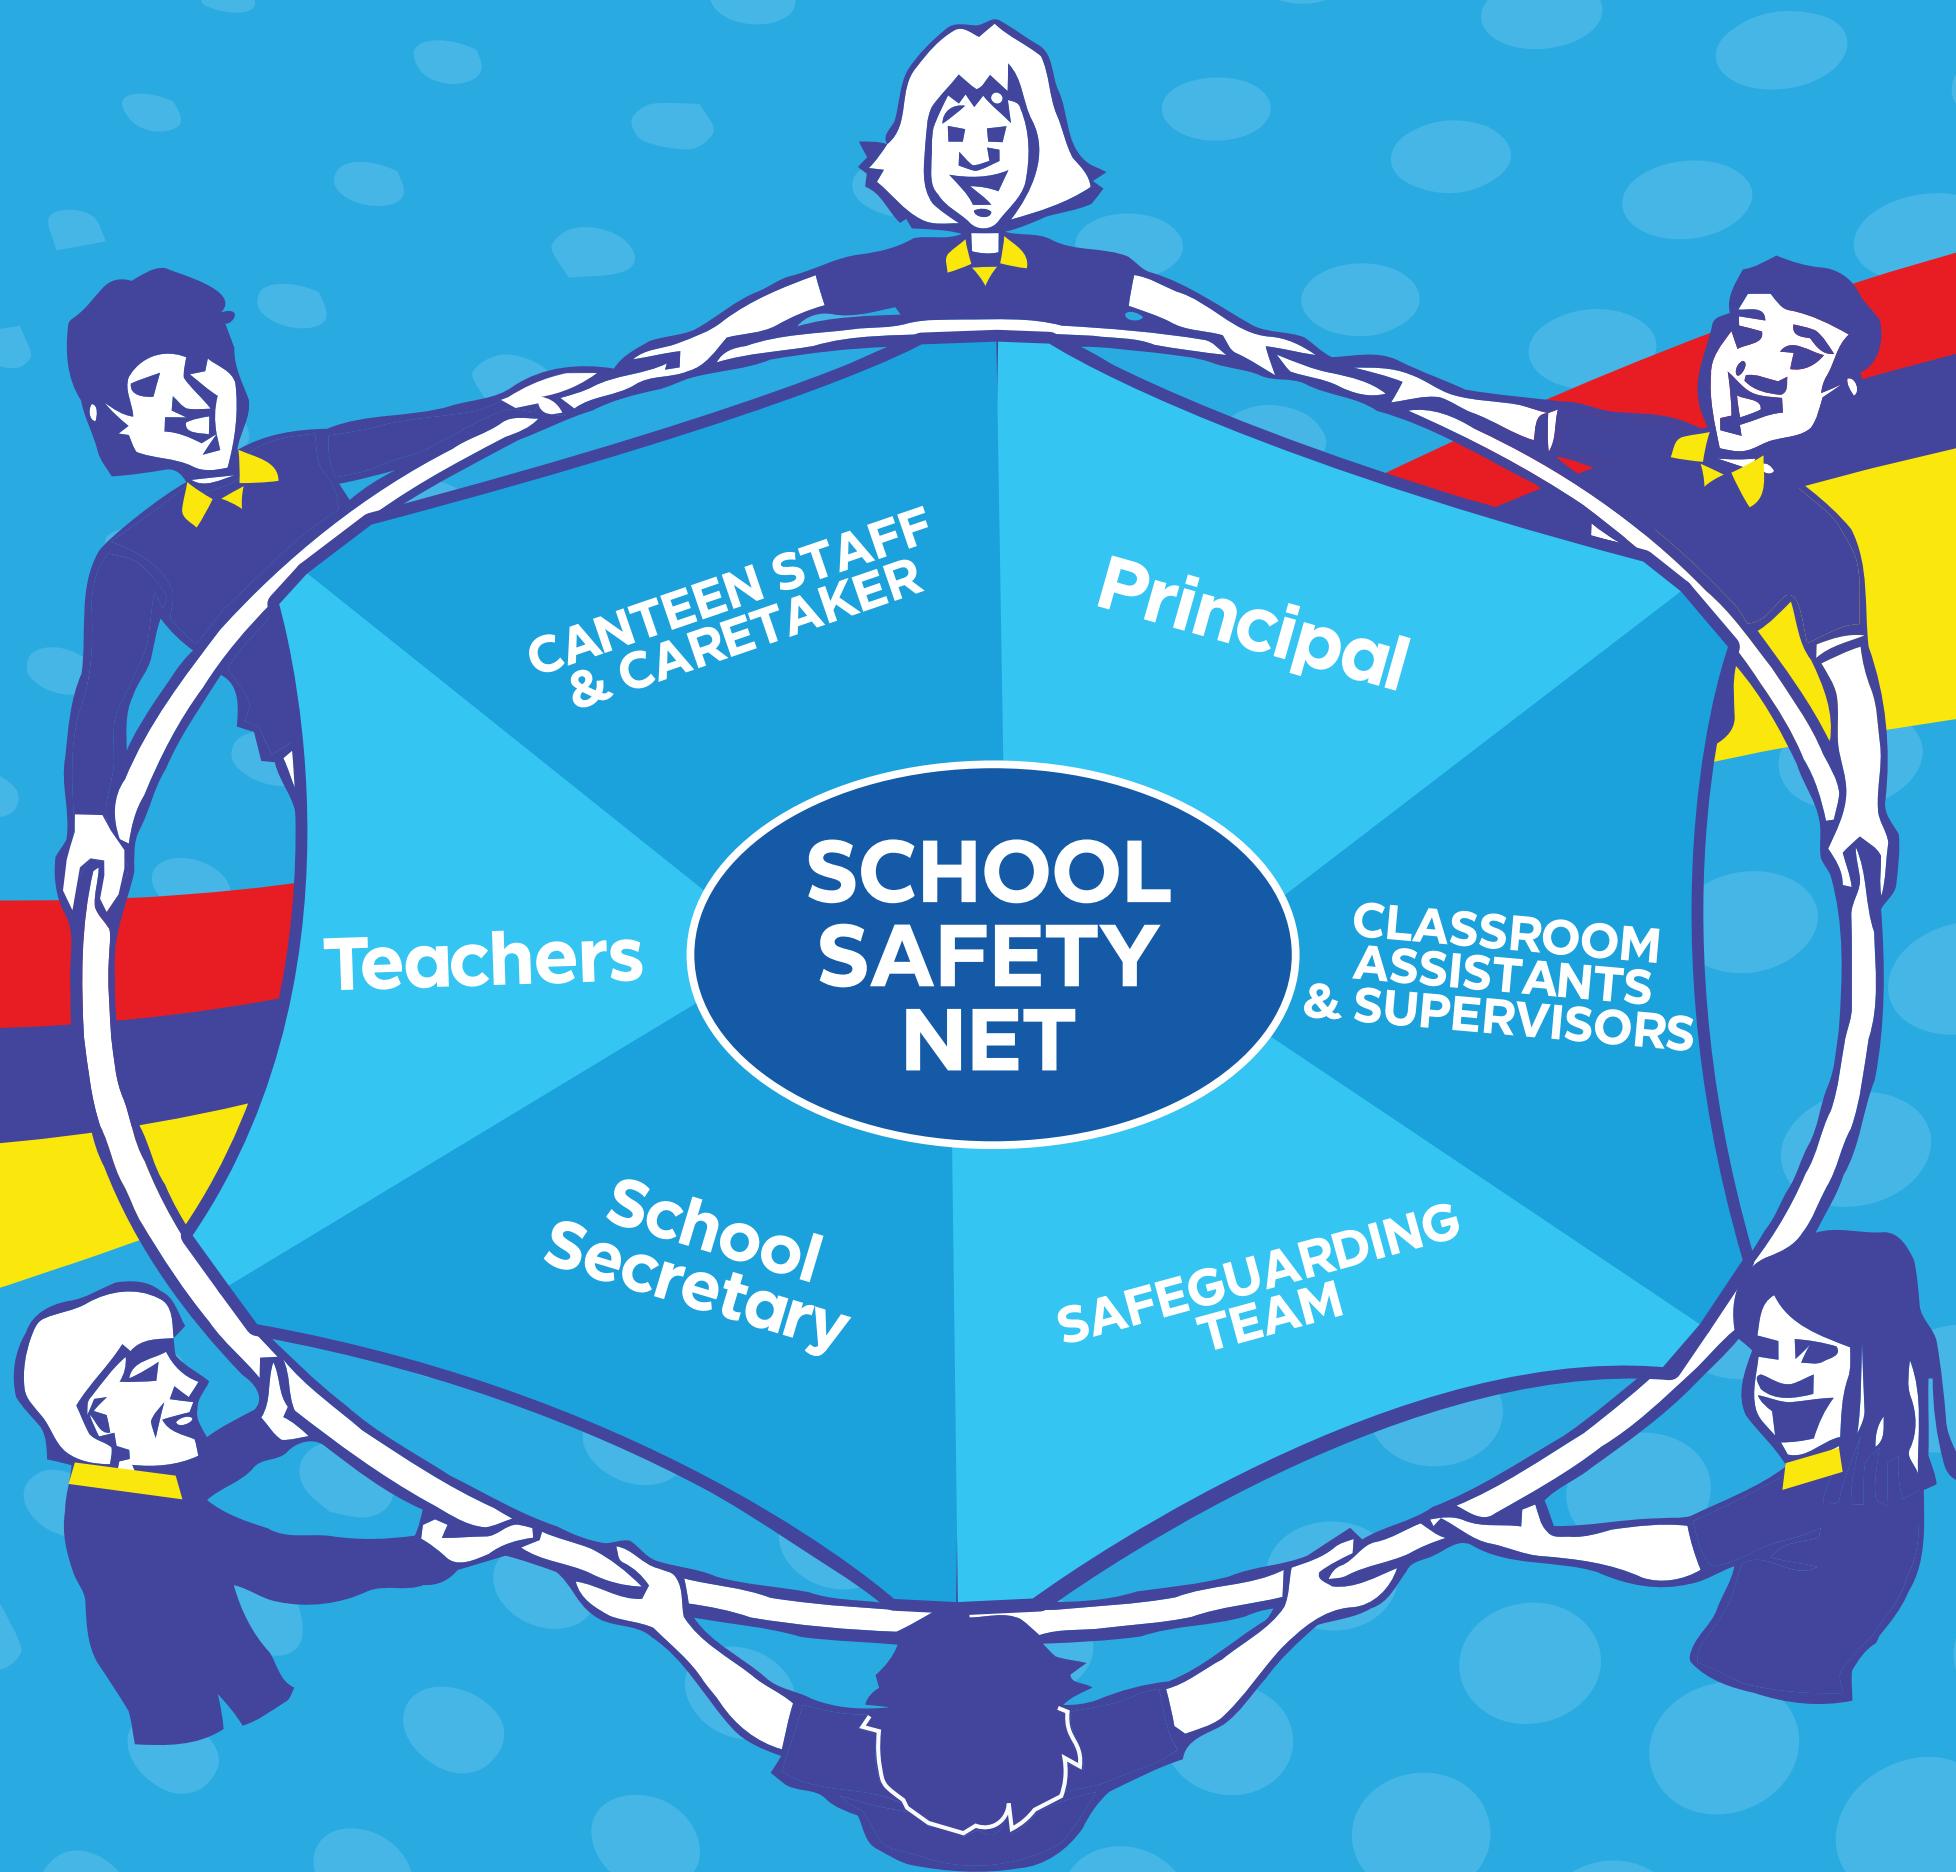 CANTEEN STAFF
& CARETAKER
Principal
SCHOOL
SAFETY
NET
Teachers
CLASSROOM
ASSISTANTS
& SUPERVISORS
School
Secretary
SAFEGUARDING
TEAM